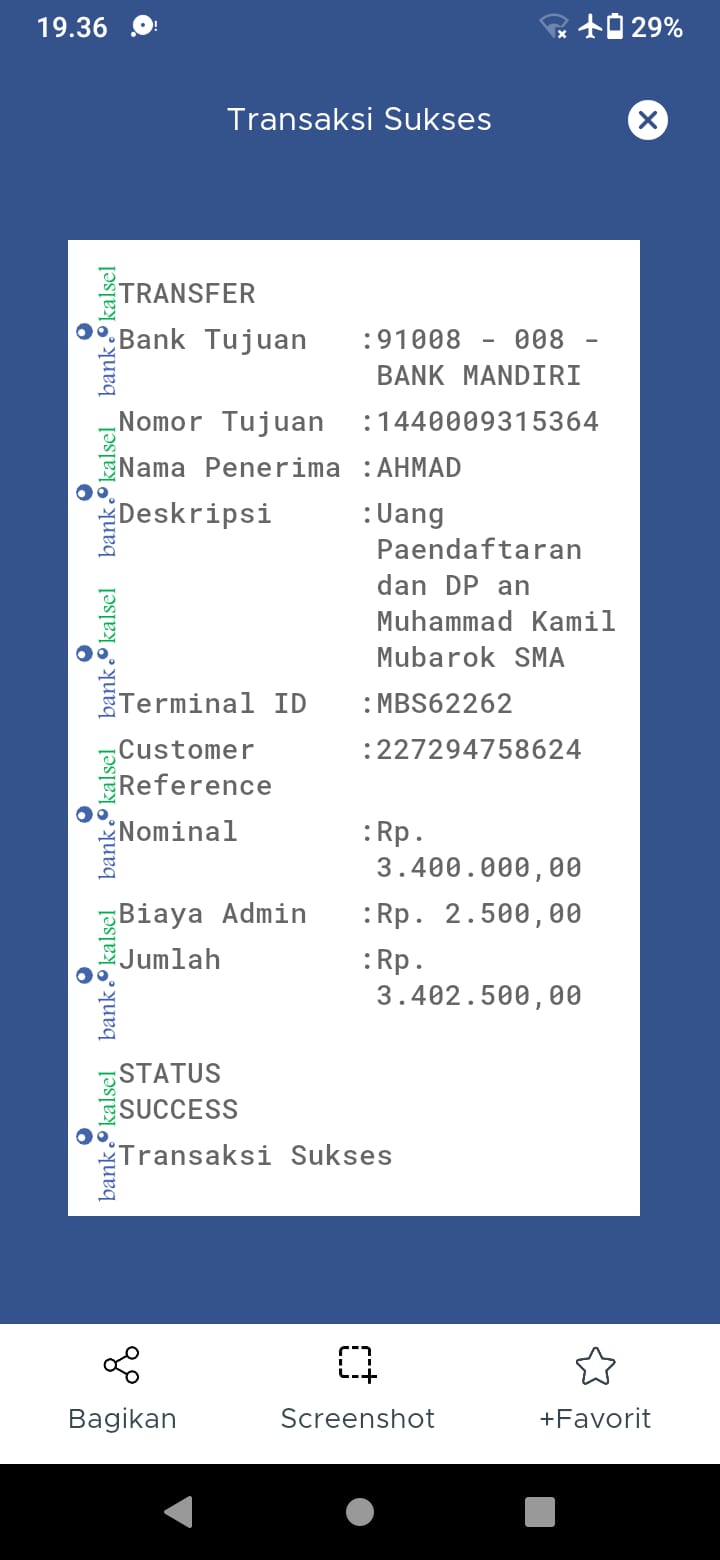 19.36
29%
Transaksi Sukses
TRANSFER
Bank Tujuan :91008 - 008 -
BANK MANDIRI
Nomor Tujuan :1440009315364
Nama Penerima :AHMAD
Deskripsi :Uang
Paendaftaran
dan DP an
Muhammad Kamil
Mubarok SMA
Terminal ID :MBS62262
Customer :227294758624
Reference
Nominal :Rp.
3.400.000,00
Biaya Admin :Rp. 2.500,00
Jumlah :Rp.
3.402.500,00
STATUS
SUCCESS
Transaksi Sukses
bank kalsel
bank kalsel
bank kalsel
bank kalsel
bank kalsel
bank kalsel
Bagikan
Screenshot
+Favorit